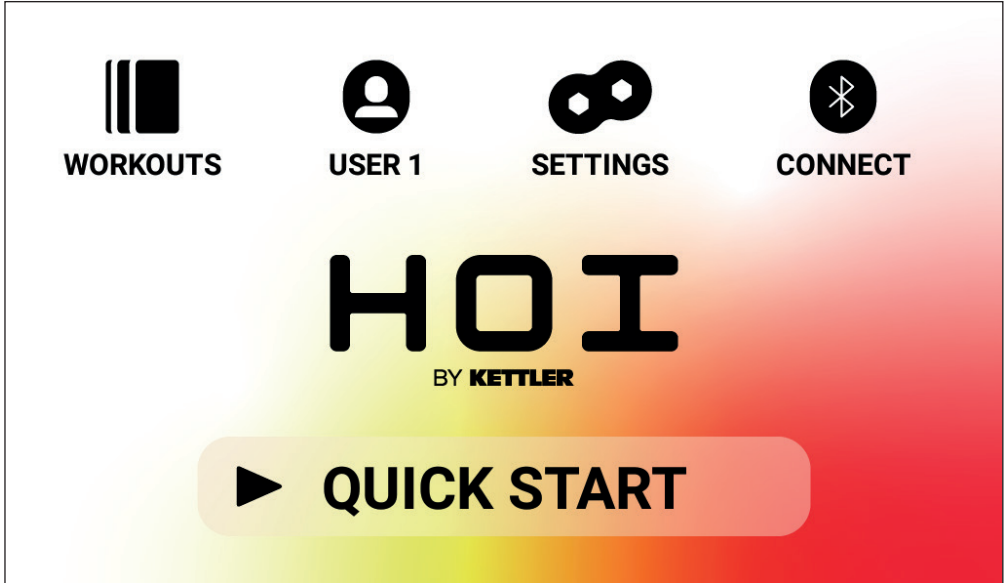 WORKOUTS USER 1 SETTINGS CONNECT
HOI
BY KETTLER
QUICK START